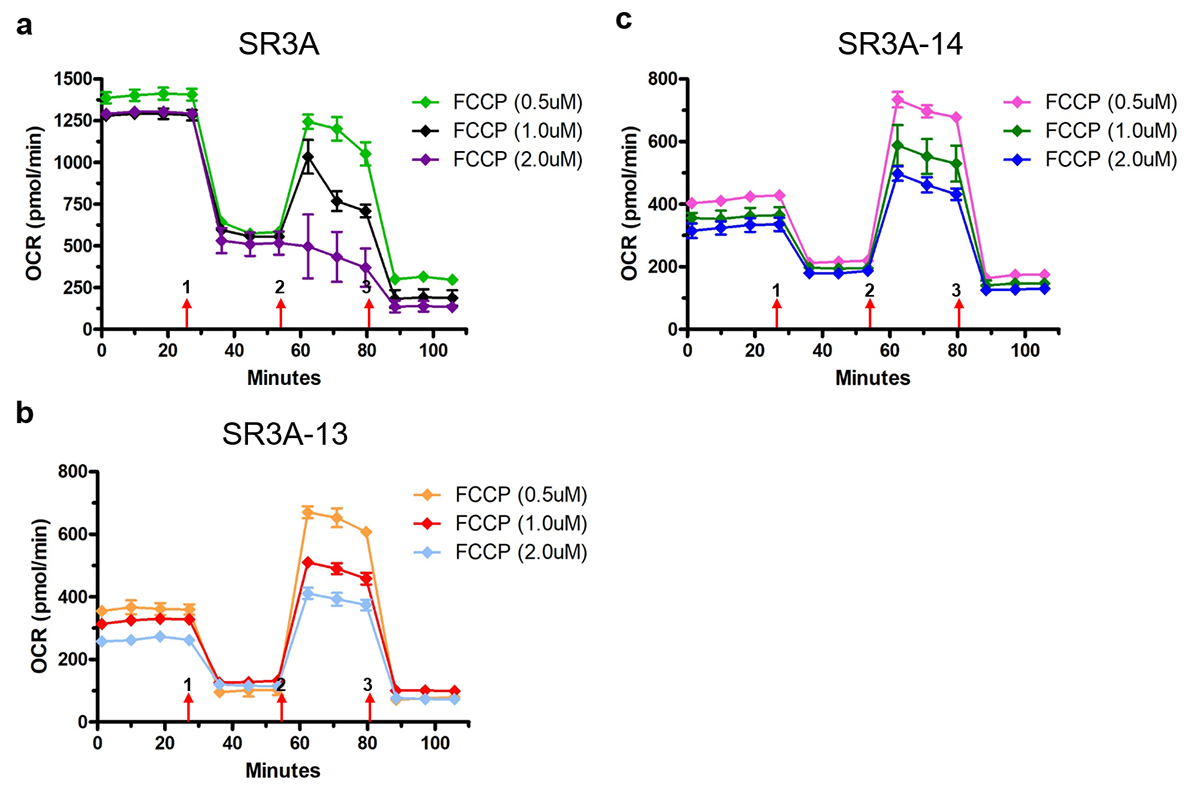 a
SR3A
OCR (pmol/min)
1500
1250
1000
750
500
250
0
1
2
3
0 20 40 60 80 100
Minutes
FCCP (0.5uM)
FCCP (1.0uM)
FCCP (2.0uM)
b
SR3A-13
OCR (pmol/min)
800
600
400
200
0
1
2
3
0 20 40 60 80 100
Minutes
FCCP (0.5uM)
FCCP (1.0uM)
FCCP (2.0uM)
c
SR3A-14
OCR (pmol/min)
800
600
400
200
0
1
2
3
0 20 40 60 80 100
Minutes
FCCP (0.5uM)
FCCP (1.0uM)
FCCP (2.0uM)